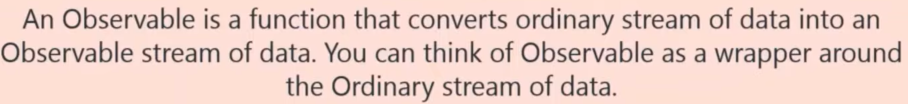 An Observable is a function that converts ordinary stream of data into an
Observable stream of data. You can think of Observable as a wrapper around
the Ordinary stream of data.